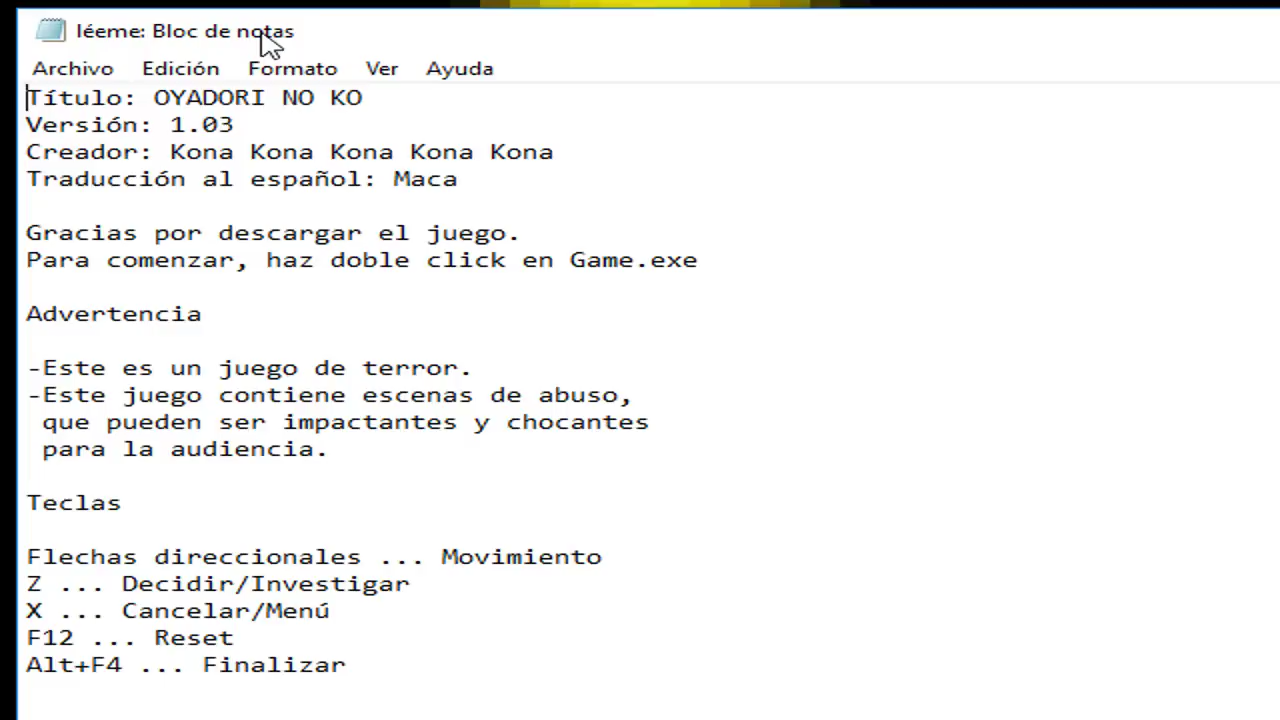 léeme: Bloc de notas
Archivo Edición Formato Ver Ayuda
Título: OYADORI NO KO
Versión: 1.03
Creador: Kona Kona Kona Kona Kona
Traducción al español: Maca
Gracias por descargar el juego.
Para comenzar, haz doble click en Game.exe
Advertencia
-Este es un juego de terror.
-Este juego contiene escenas de abuso,
que pueden ser impactantes y chocantes
para la audiencia.
Teclas
Flechas direccionales ... Movimiento
Z ... Decidir/Investigar
X ... Cancelar/Menú
F12 ... Reset
Alt+F4 ... Finalizar